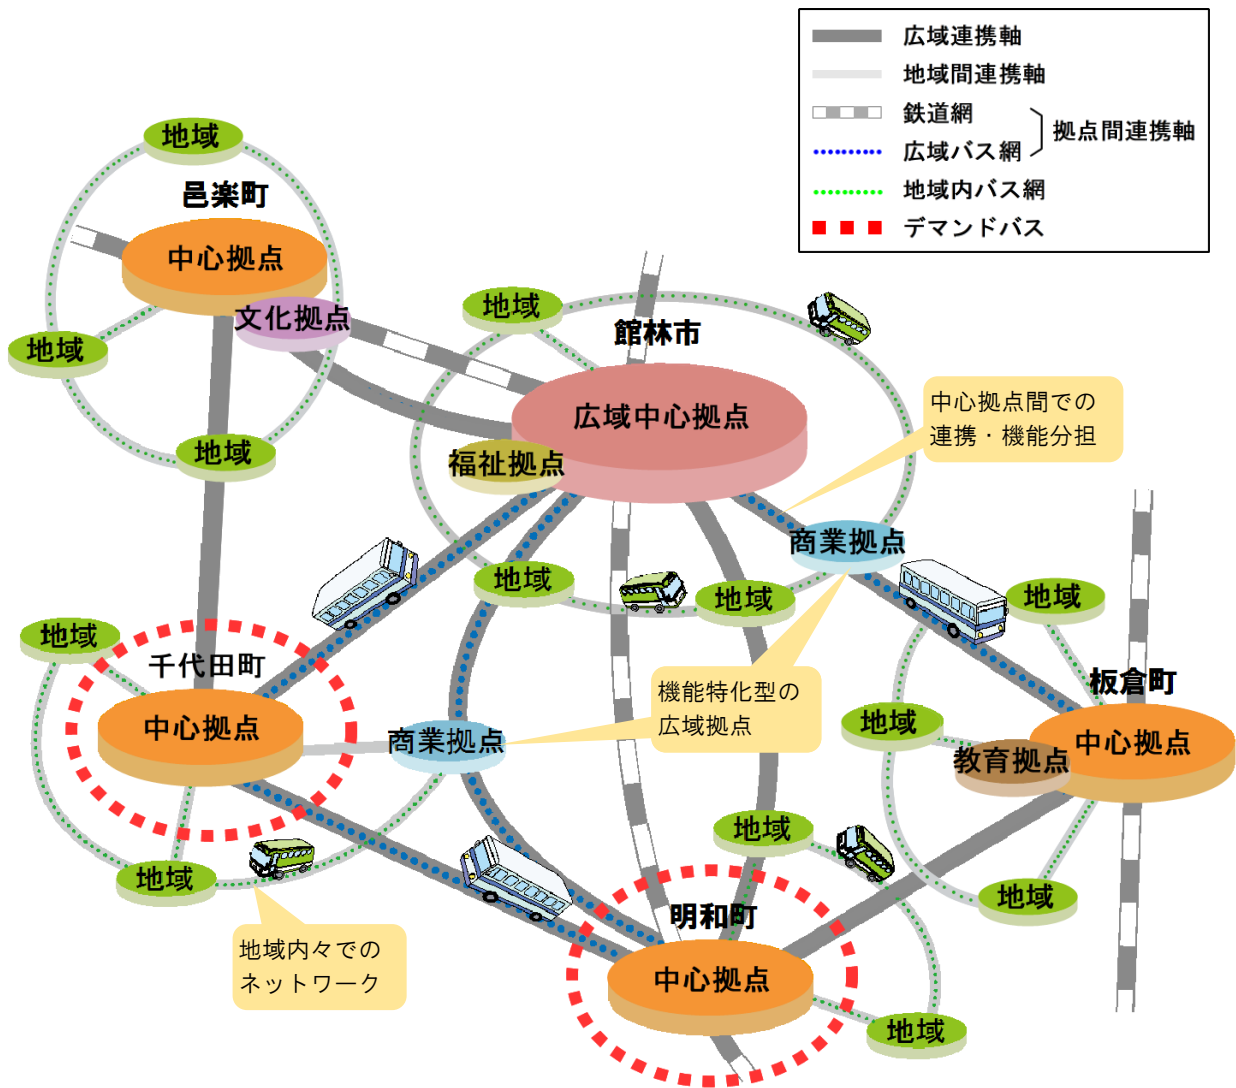 広域連携軸
地域間連携軸
鉄道網
広域バス網
拠点間連携軸
地域内バス網
デマンドバス
地域
邑楽町
中心拠点
文化拠点
地域
地域
地域
館林市
広域中心拠点
福祉拠点
中心拠点間での
連携・機能分担
商業拠点
地域
地域
地域
地域
千代田町
中心拠点
商業拠点
機能特化型の
広域拠点
板倉町
中心拠点
教育拠点
地域
地域
地域
地域
明和町
中心拠点
地域
地域内々での
ネットワーク